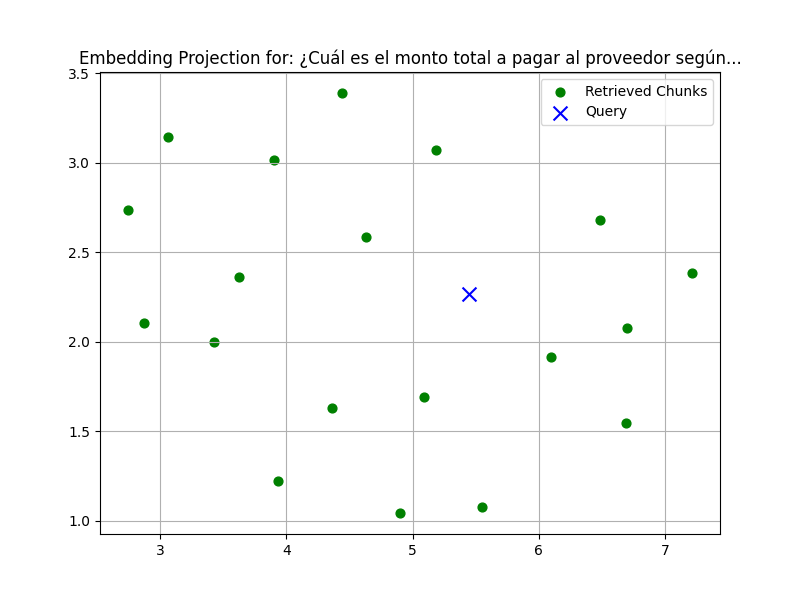 Embedding Projection for: ¿Cuál es el monto total a pagar al proveedor según...
Retrieved Chunks
Query
3.5
3.0
2.5
2.0
1.5
1.0
3 4 5 6 7